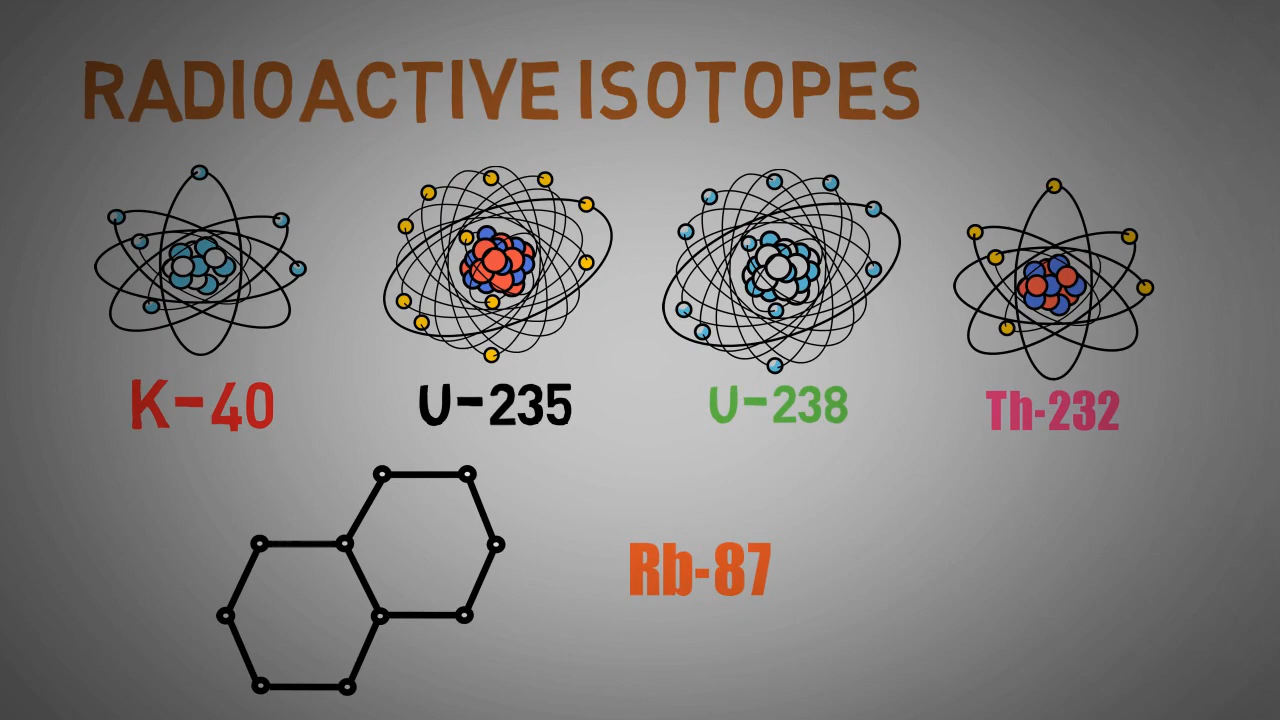 RADIOACTIVE ISOTOPES
K-40
U-235
U-238
Th-232
Rb-87